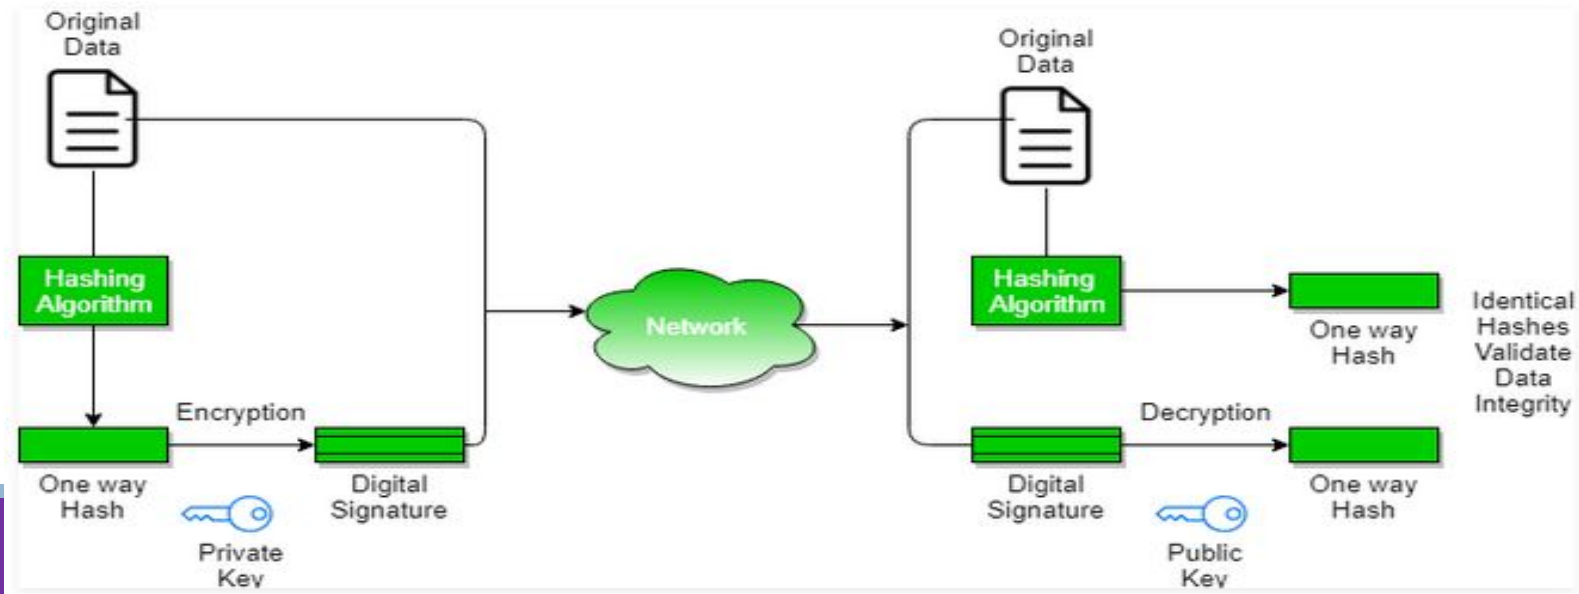 Original
Data
Hashing
Algorithm
Encryption
One way
Hash
Private
Key
Digital
Signature
Network
Original
Data
Hashing
Algorithm
One way
Hash
Identical
Hashes
Validate
Data
Integrity
Decryption
Digital
Signature
Public
Key
One way
Hash